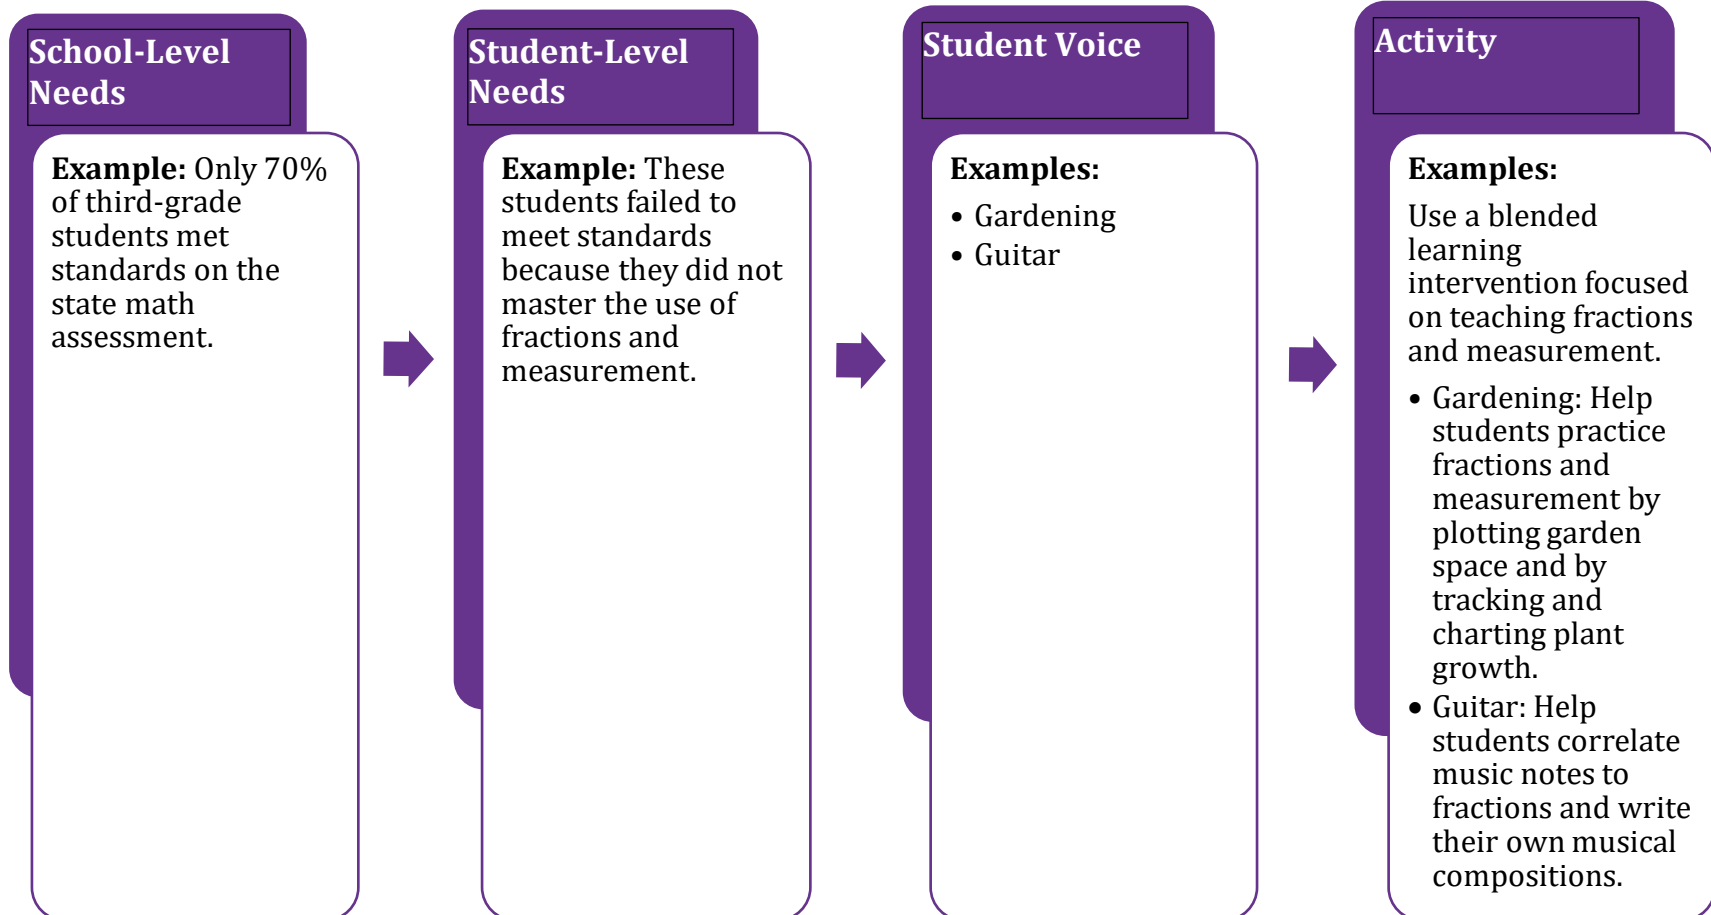 School-Level
Needs
Example: Only 70%
of third-grade
students met
standards on the
state math
assessment.
Student-Level
Needs
Example: These
students failed to
meet standards
because they did not
master the use of
fractions and
measurement.
Student Voice
Examples:
• Gardening
• Guitar
Activity
Examples:
Use a blended
learning
intervention focused
on teaching fractions
and measurement.
• Gardening: Help
students practice
fractions and
measurement by
plotting garden
space and by
tracking and
charting plant
growth.
• Guitar: Help
students correlate
music notes to
fractions and write
their own musical
compositions.